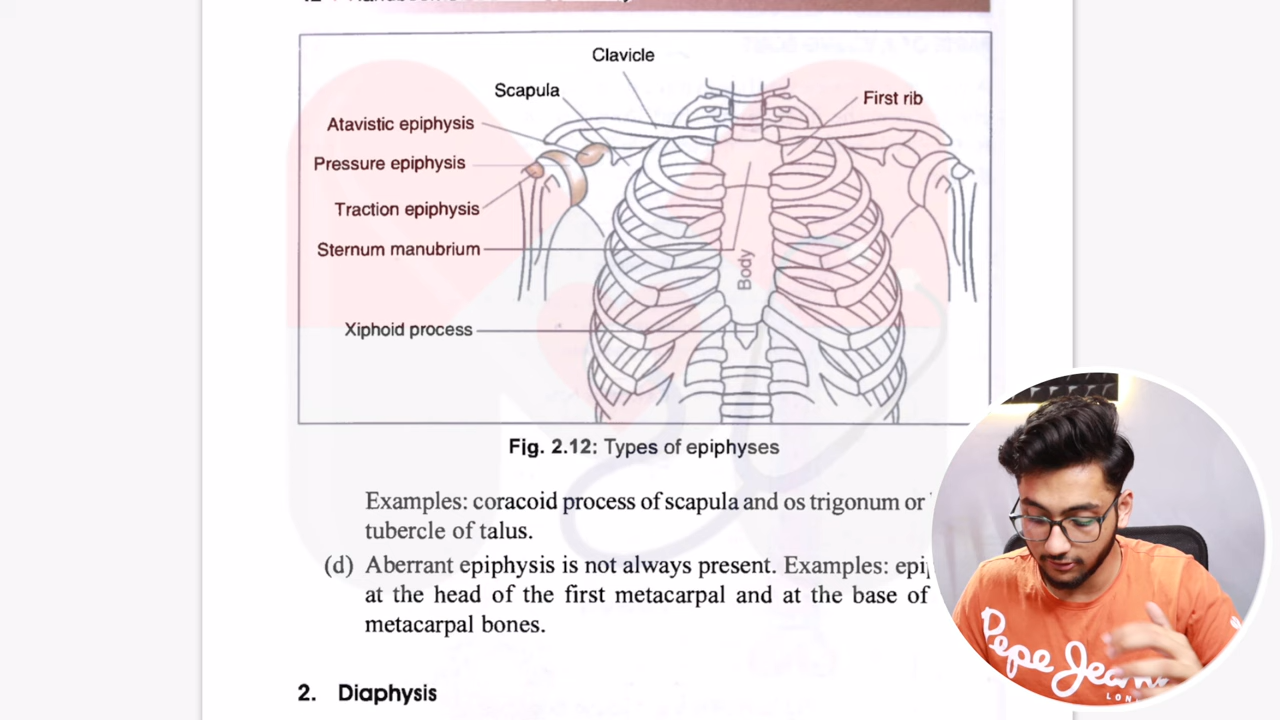 Clavicle
Scapula
First rib
Atavistic epiphysis
Pressure epiphysis
Traction epiphysis
Sternum manubrium
Body
Xiphoid process
Fig. 2.12: Types of epiphyses
Examples: coracoid process of scapula and os trigonum or
tubercle of talus.
(d) Aberrant epiphysis is not always present. Examples:
at the head of the first metacarpal and at the base of
metacarpal bones.
2. Diaphysis
Pepe Jeans